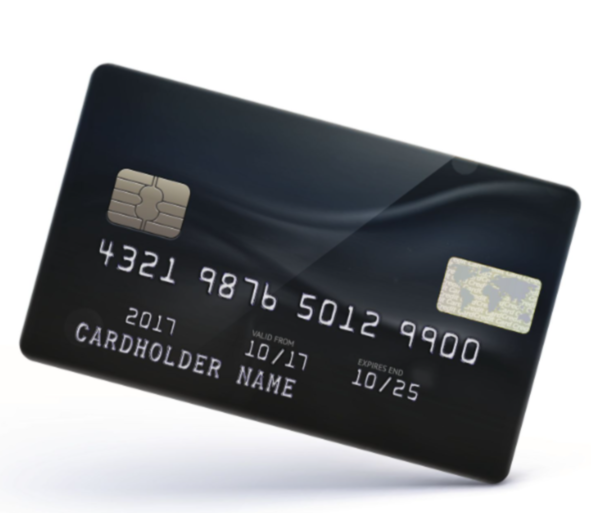 4321 9876 5012 9900
2017 VALID FROM 10/17 EXPIRES END 10/25
CARDHOLDER NAME